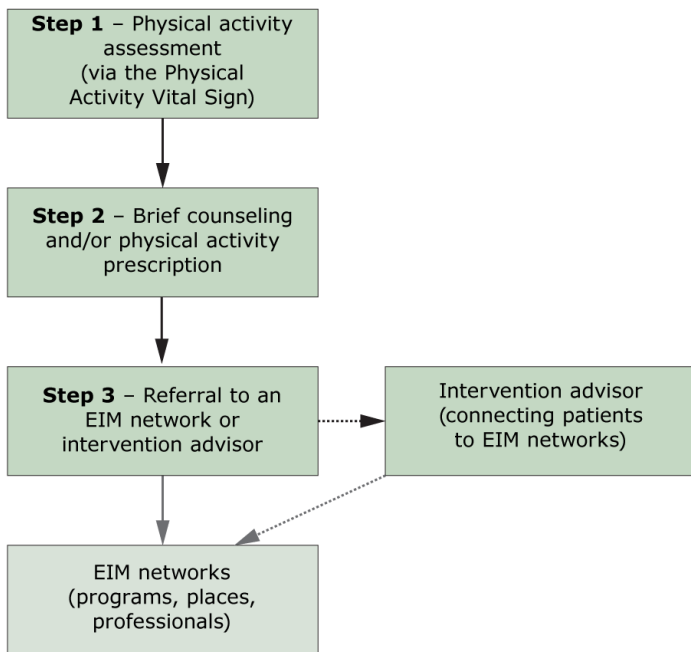 Step 1 – Physical activity
assessment
(via the Physical
Activity Vital Sign)
Step 2 – Brief counseling
and/or physical activity
prescription
Step 3 – Referral to an
EIM network or
intervention advisor
Intervention advisor
(connecting patients
to EIM networks)
EIM networks
(programs, places,
professionals)